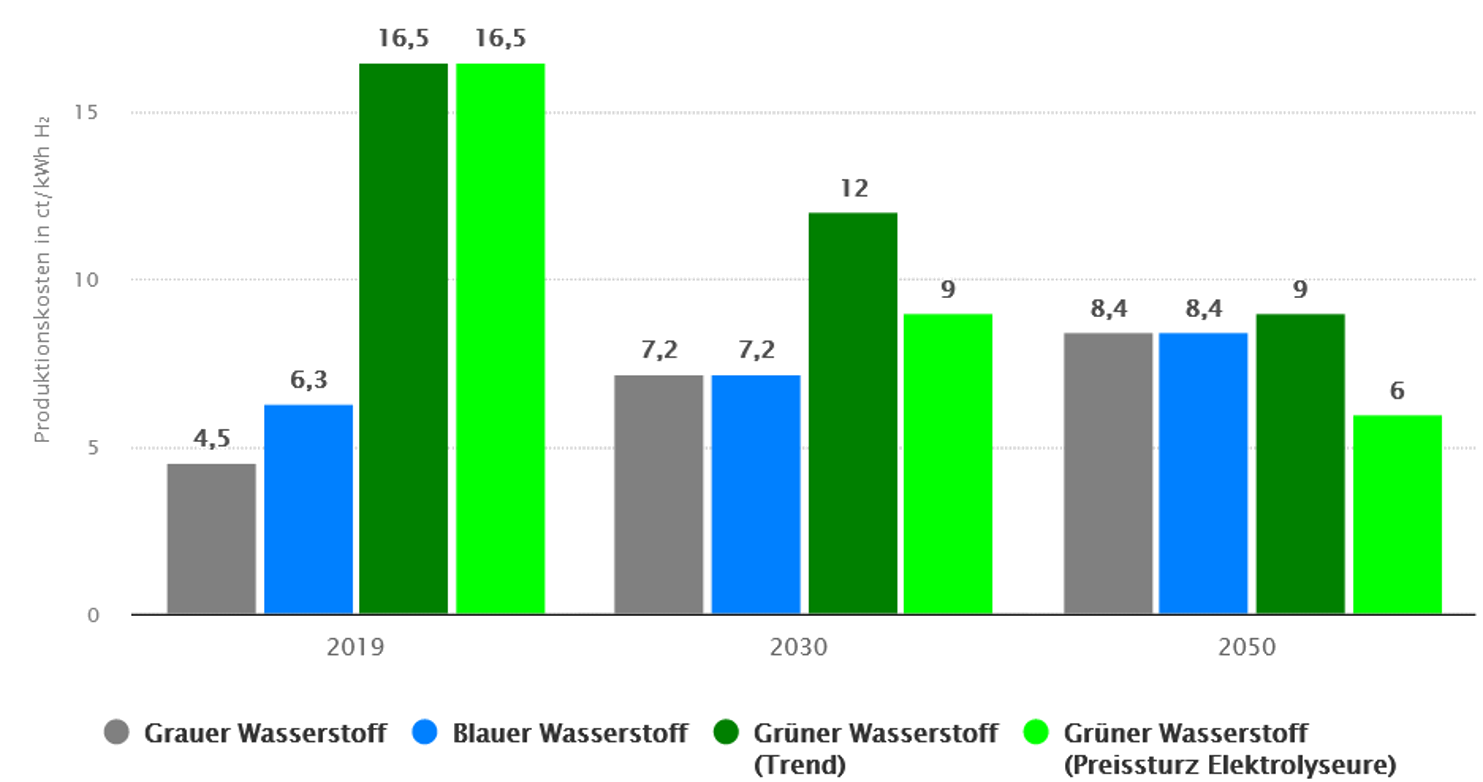 Produktionskosten in ct/kWh H₂
15
10
5
0
16,5
16,5
6,3
4,5
12
9
7,2
7,2
9
8,4
8,4
6
2019
2030
2050
Grauer Wasserstoff
Blauer Wasserstoff
Grüner Wasserstoff
(Trend)
Grüner Wasserstoff
(Preissturz Elektrolyseure)